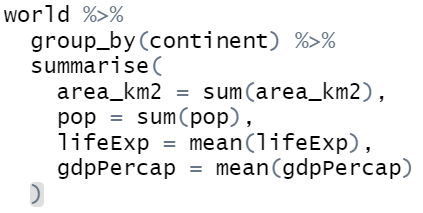 world %>%
  group_by(continent) %>%
  summarise(
    area_km2 = sum(area_km2),
    pop = sum(pop),
    lifeExp = mean(lifeExp),
    gdpPercap = mean(gdpPercap)
  )